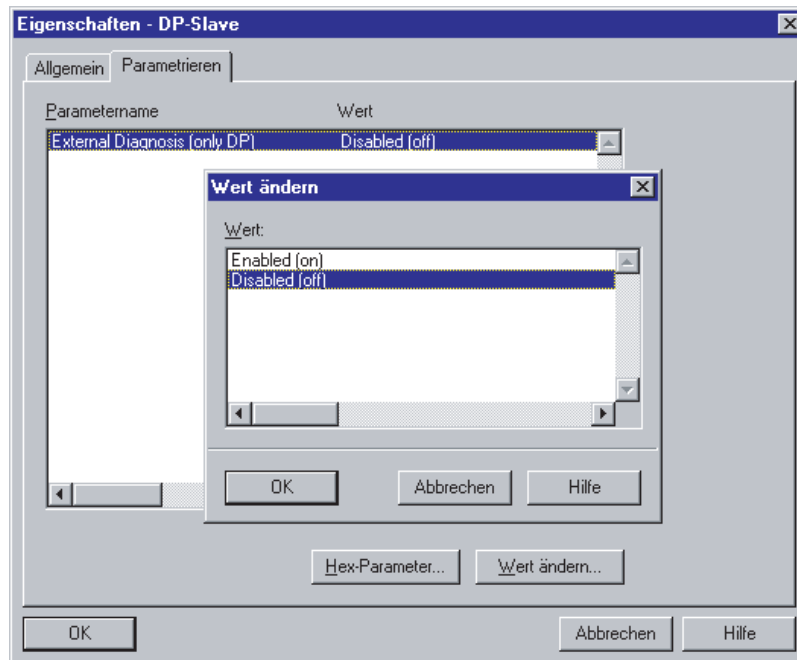 Eigenschaften - DP-Slave
Allgemein Parametrieren
Parametername Wert
External Diagnosis (only DP) Disabled (off)
Wert ändern
Wert:
Enabled (on)
Disabled (off)
OK Abbrechen Hilfe
Hex-Parameter... Wert ändern...
OK Abbrechen Hilfe